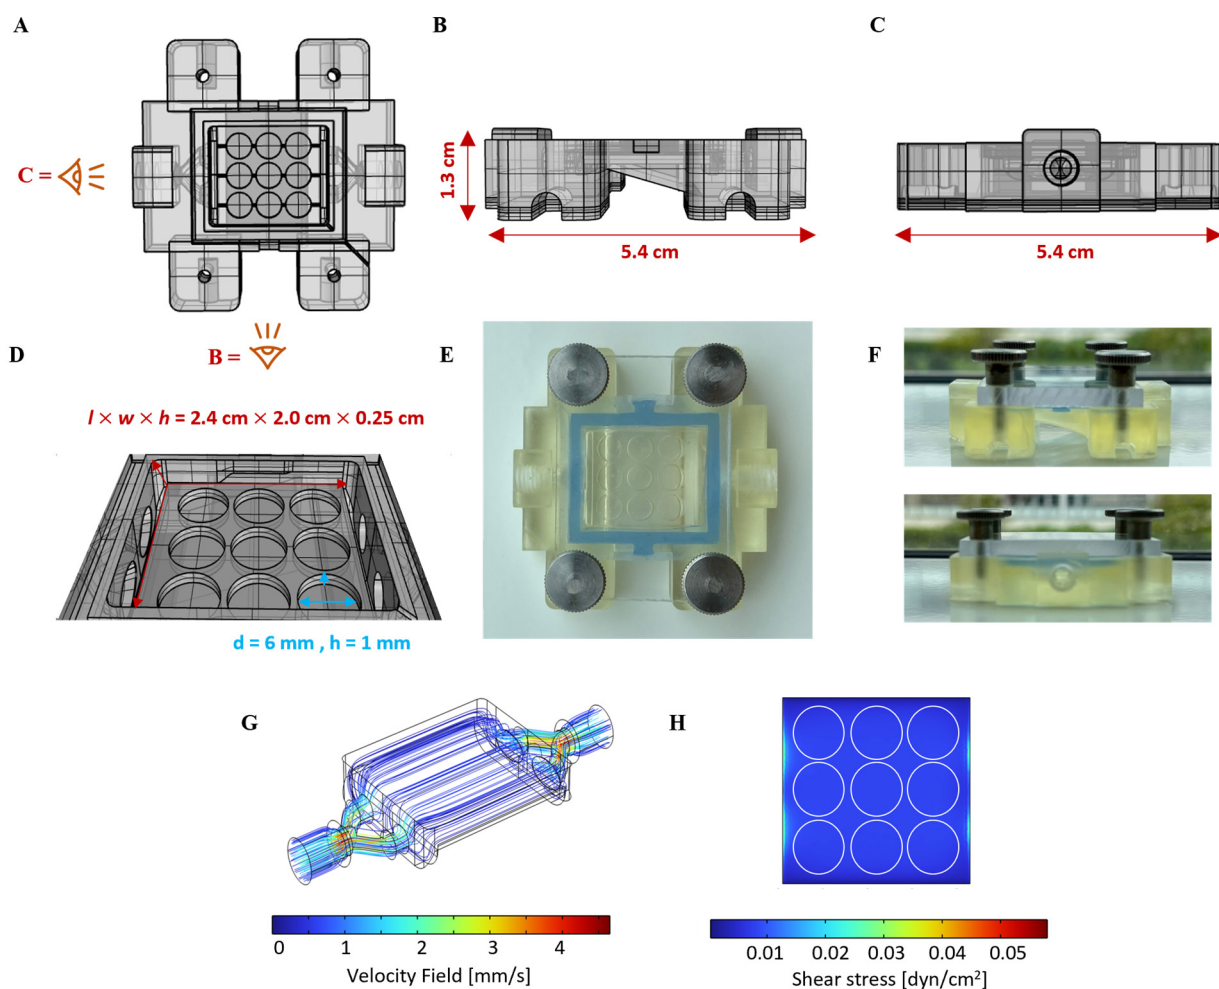 A
B
C
C =
1.3 cm
5.4 cm
5.4 cm
B =
D
E
F
l × w × h = 2.4 cm × 2.0 cm × 0.25 cm
d = 6 mm , h = 1 mm
G
H
0 1 2 3 4
Velocity Field [mm/s]
0.01 0.02 0.03 0.04 0.05
Shear stress [dyn/cm²]